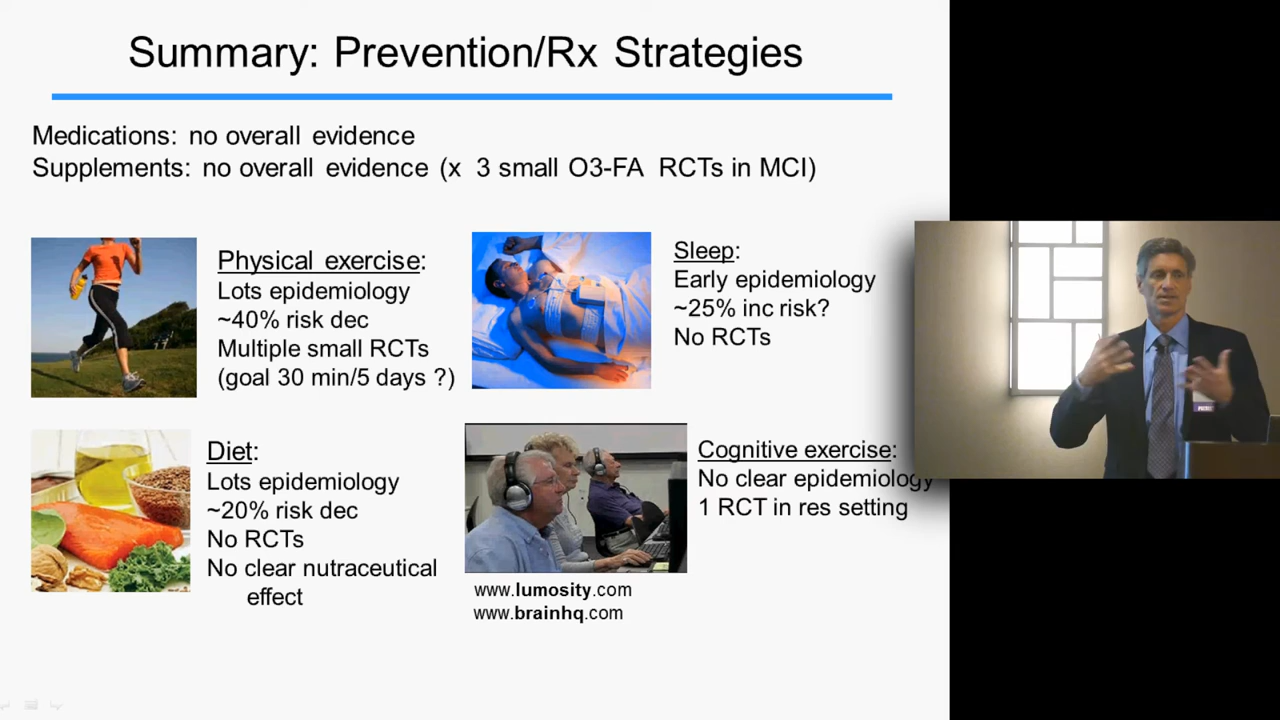 Summary: Prevention/Rx Strategies
Medications: no overall evidence
Supplements: no overall evidence (x 3 small O3-FA RCTs in MCI)
Physical exercise:
Lots epidemiology
~40% risk dec
Multiple small RCTs
(goal 30 min/5 days ?)
Sleep:
Early epidemiology
~25% inc risk?
No RCTs
Diet:
Lots epidemiology
~20% risk dec
No RCTs
No clear nutraceutical
effect
Cognitive exercise:
No clear epidemiology
1 RCT in res setting
www.lumosity.com
www.brainhq.com